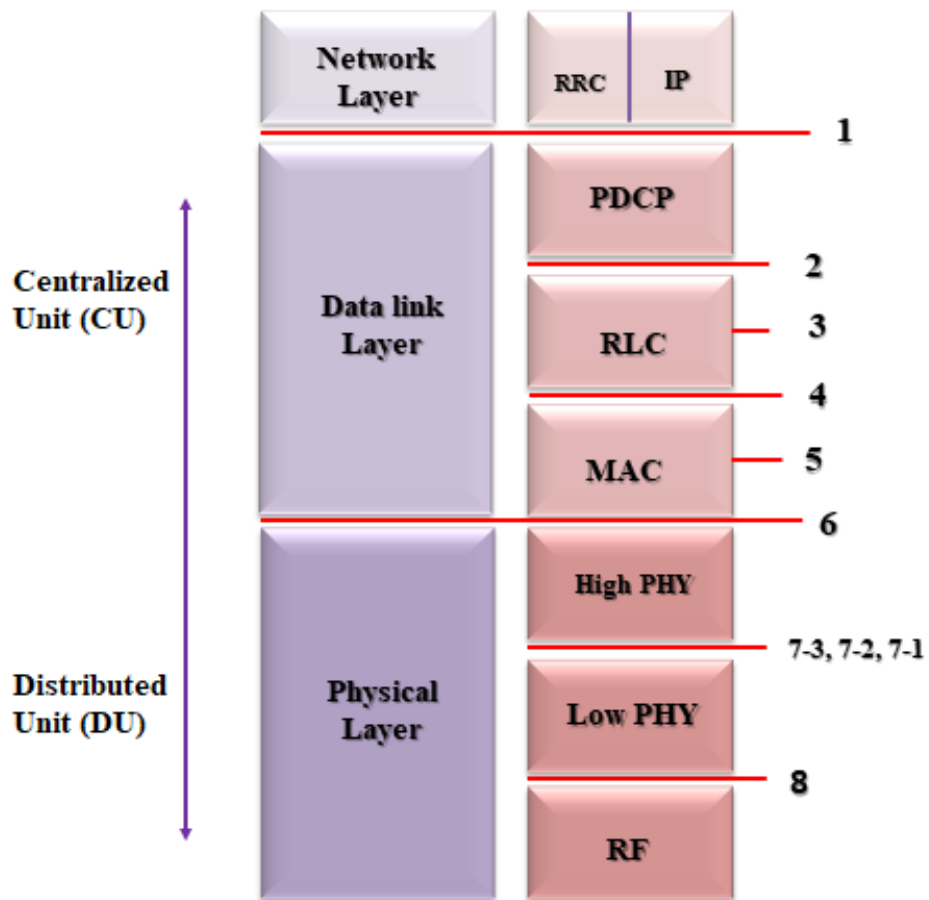 Network
Layer
RRC
IP
1
PDCP
2
Centralized
Unit (CU)
Data link
Layer
RLC
3
4
MAC
5
6
High PHY
7-3, 7-2, 7-1
Distributed
Unit (DU)
Physical
Layer
Low PHY
8
RF